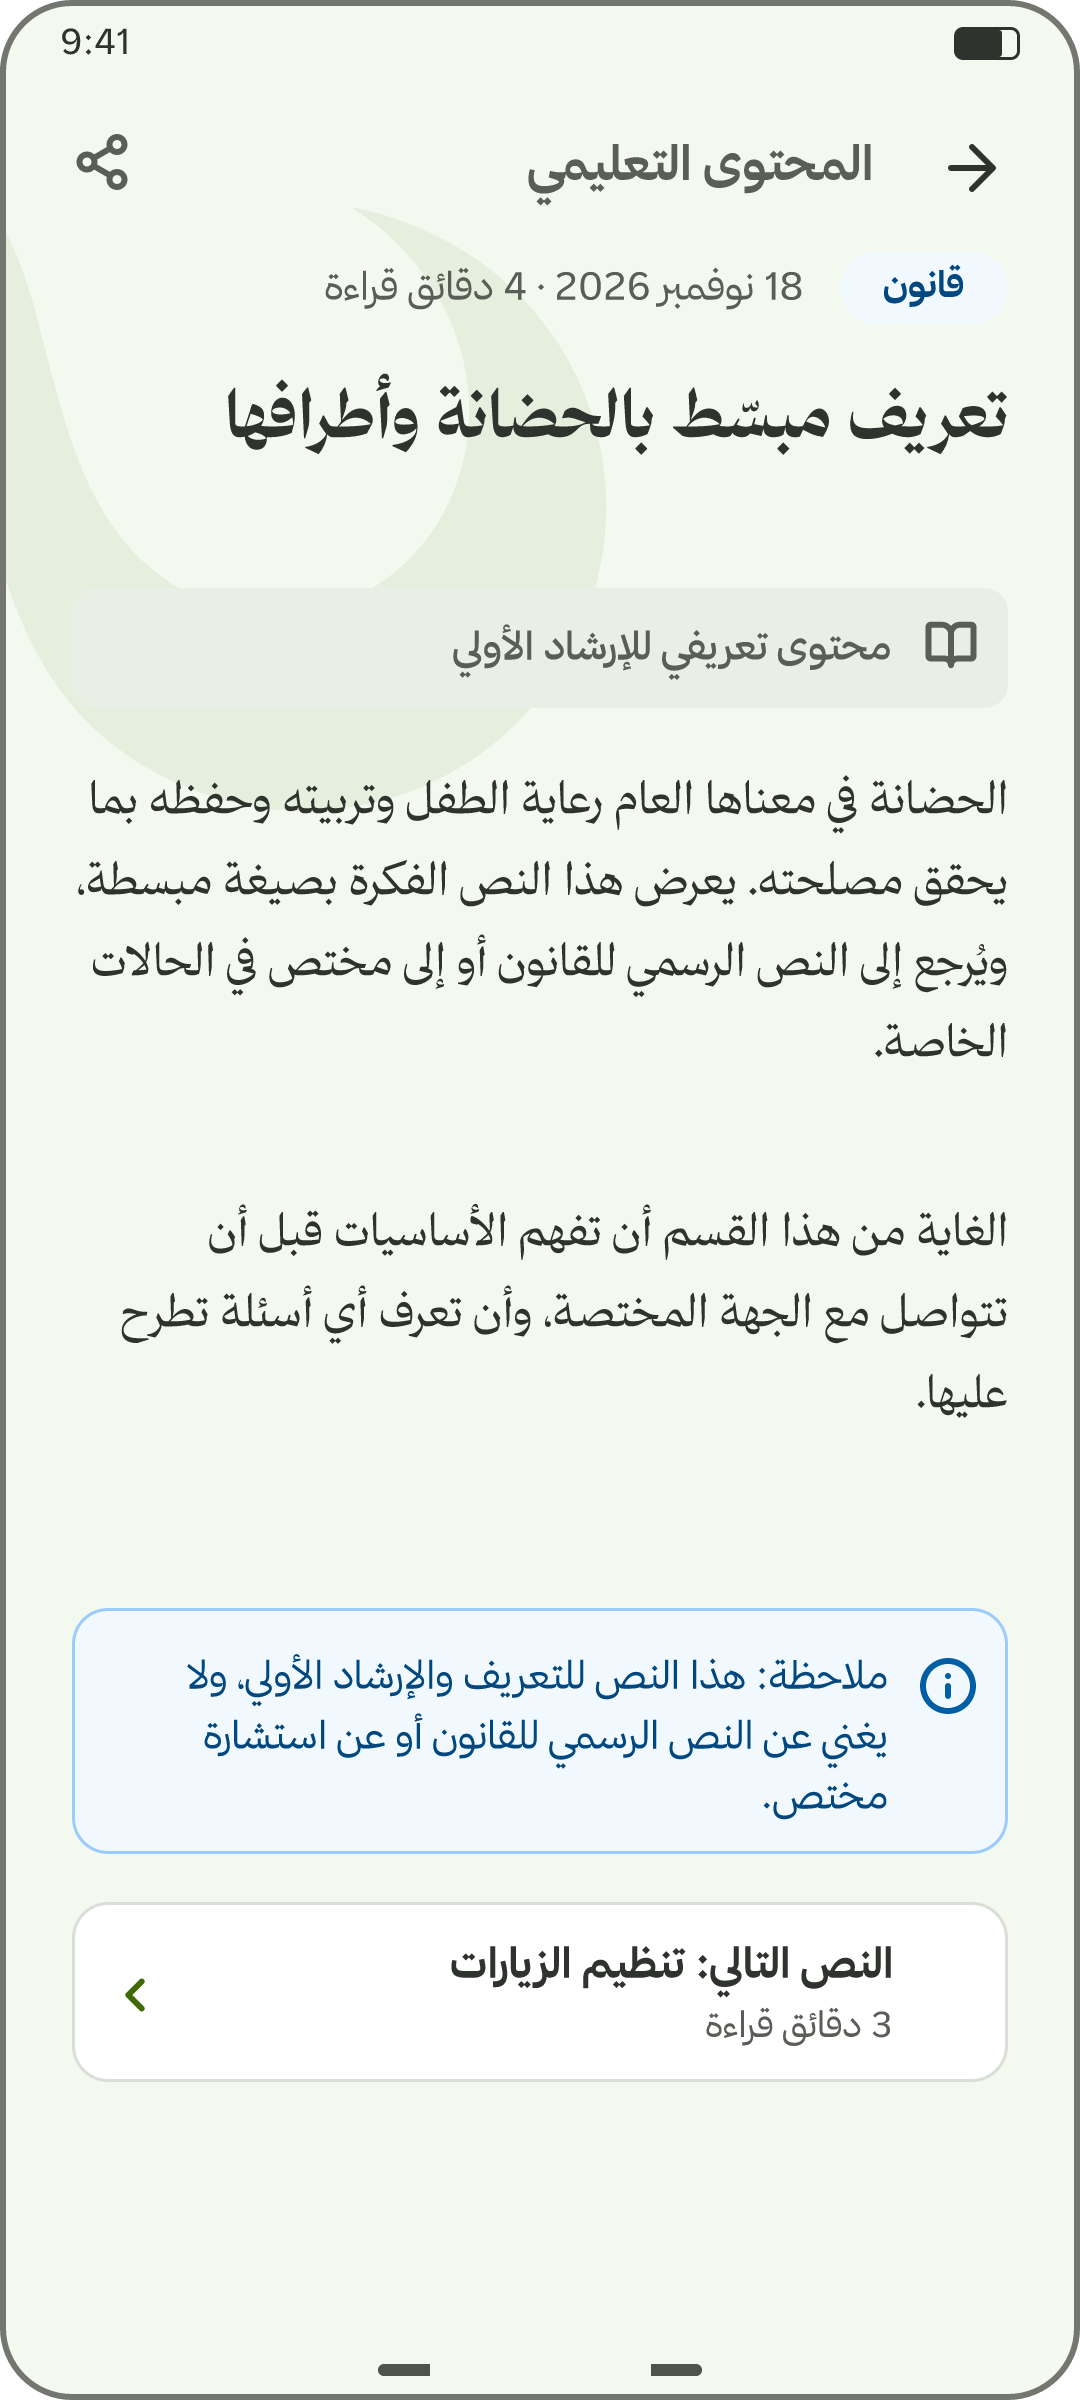 9:41
المحتوى التعليمي
قانون
18 نوفمبر 2026 · 4 دقائق قراءة
تعريف مبسّط بالحضانة وأطرافها
محتوى تعريفي للإرشاد الأولي
الحضانة في معناها العام رعاية الطفل وتربيته وحفظه بما
يحقق مصلحته. يعرض هذا النص الفكرة بصيغة مبسطة،
ويُرجع إلى النص الرسمي للقانون أو إلى مختص في الحالات
الخاصة.
الغاية من هذا القسم أن تفهم الأساسيات قبل أن
تتواصل مع الجهة المختصة، وأن تعرف أي أسئلة تطرح
عليها.
ملاحظة: هذا النص للتعريف والإرشاد الأولي، ولا
يغني عن النص الرسمي للقانون أو عن استشارة
مختص.
النص التالي: تنظيم الزيارات
3 دقائق قراءة